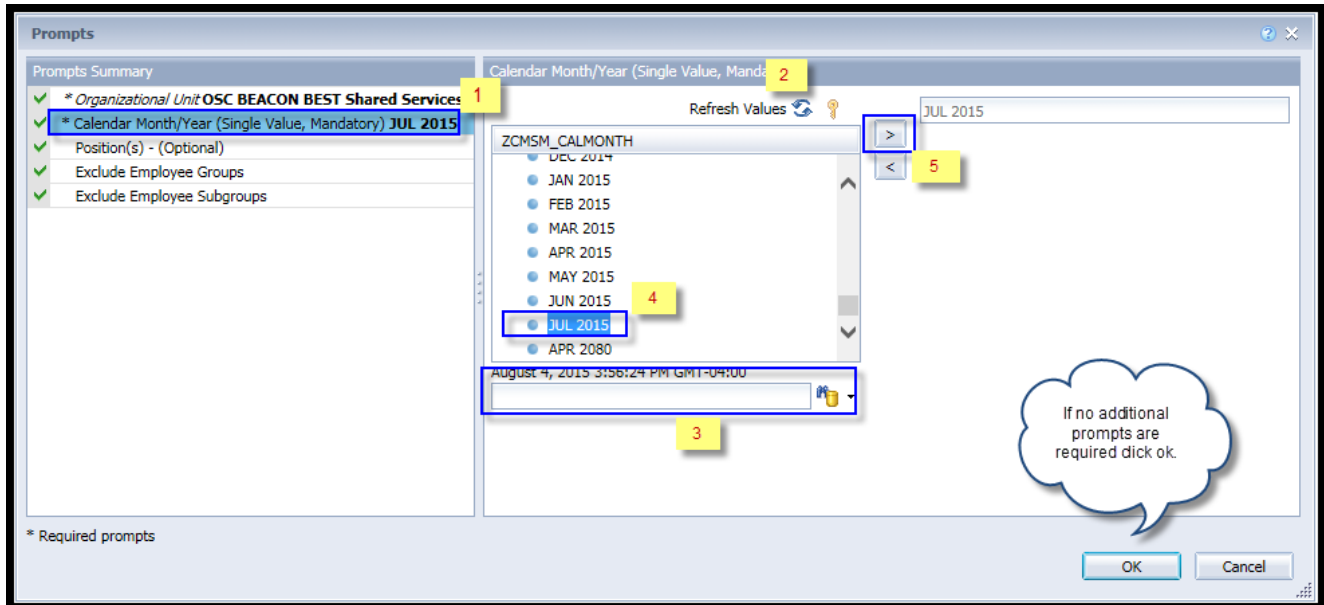 Prompts
Prompts Summary
* Organizational Unit OSC BEACON BEST Shared Services
1
* Calendar Month/Year (Single Value, Mandatory) JUL 2015
Position(s) - (Optional)
Exclude Employee Groups
Exclude Employee Subgroups
Calendar Month/Year (Single Value, Manda
2
Refresh Values
JUL 2015
>
<
5
ZCMSM_CALMONTH
DEC 2014
JAN 2015
FEB 2015
MAR 2015
APR 2015
MAY 2015
JUN 2015
4
JUL 2015
APR 2080
August 4, 2015 3:56:24 PM GMT-04:00
3
If no additional
prompts are
required click ok.
* Required prompts
OK
Cancel